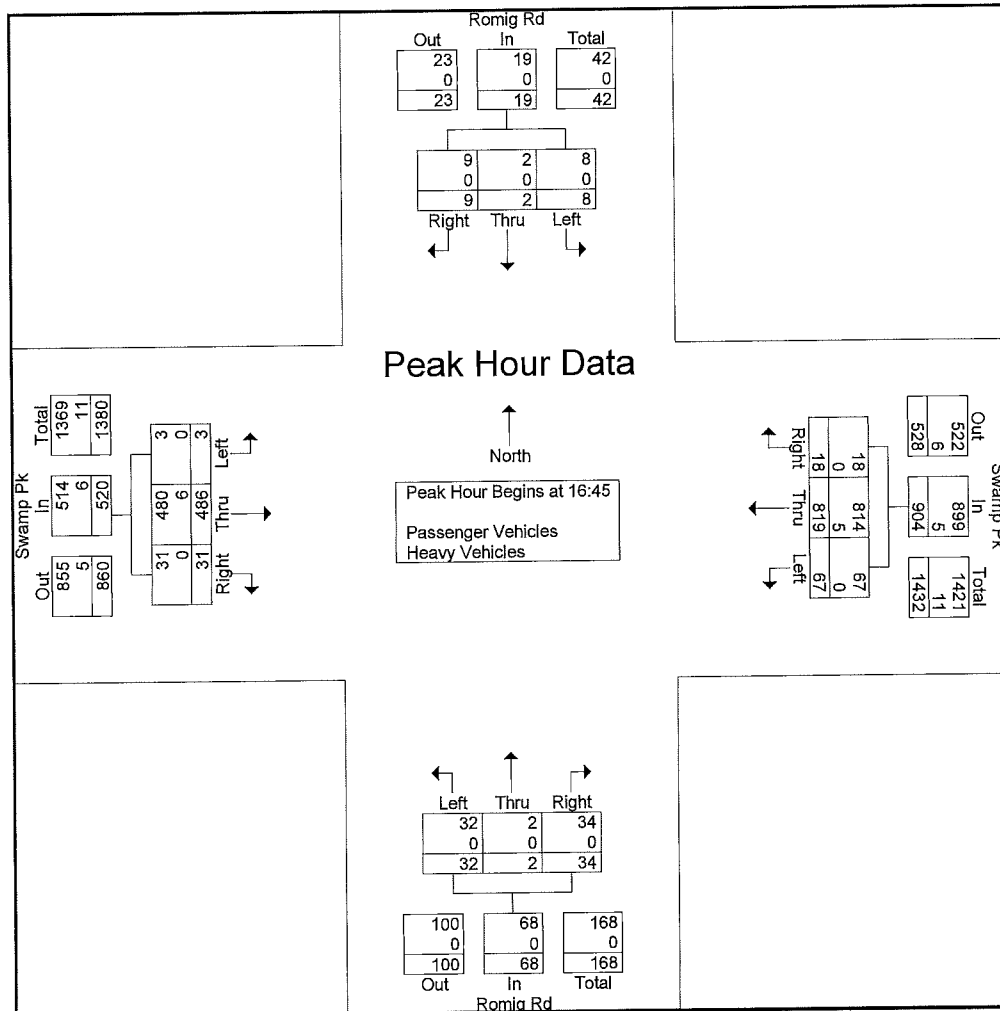 Romig Rd
Out In Total
23 19 42
0 0 0
23 19 42
9 2 8
0 0 0
9 2 8
Right Thru Left
Peak Hour Data
North
Peak Hour Begins at 16:45
Passenger Vehicles
Heavy Vehicles
Swamp Pk
Out In Total
855 514 1369
5 6 11
860 520 1380
Left Thru Right
3 480 31
0 6 0
3 486 31
Swamp Pk
Out In Total
522 899 1421
6 5 11
528 904 1432
18 814 67
0 5 0
18 819 67
Right Thru Left
Left Thru Right
32 2 34
0 0 0
32 2 34
100 68 168
0 0 0
100 68 168
Out In Total
Romig Rd